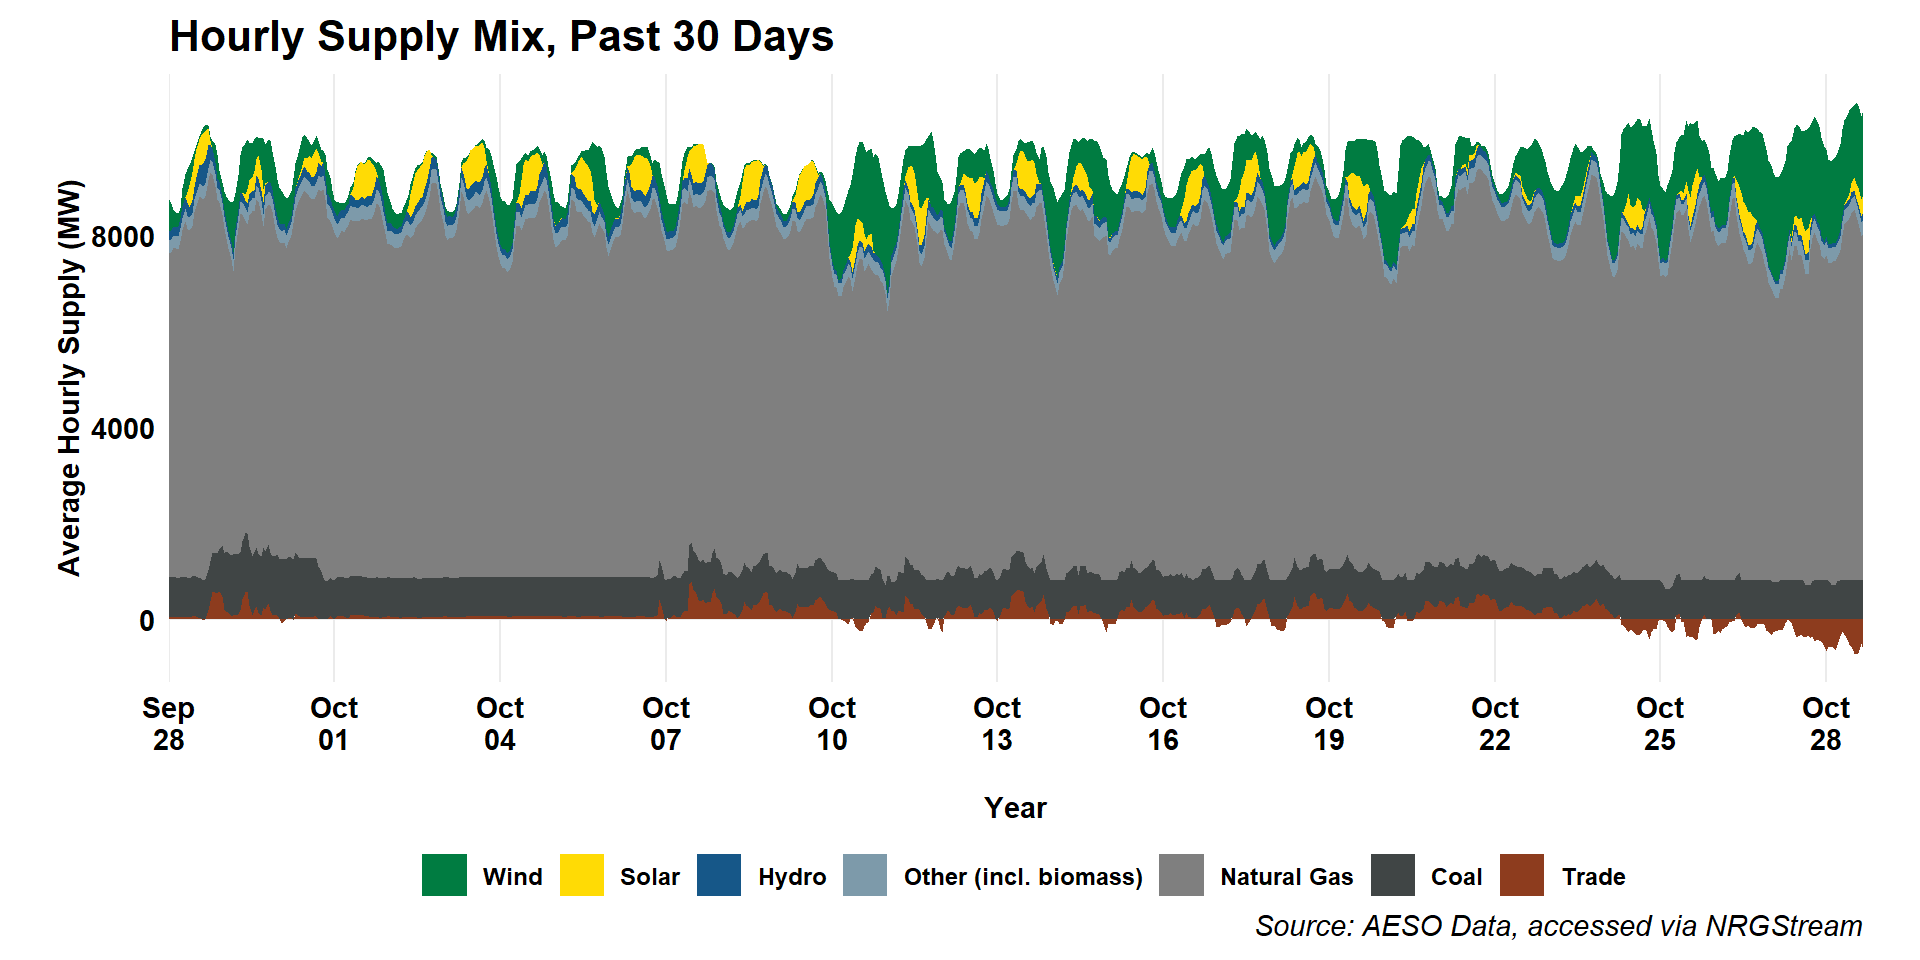 Hourly Supply Mix, Past 30 Days
Average Hourly Supply (MW)
8000
4000
0
Sep Oct Oct Oct Oct Oct Oct Oct Oct Oct Oct
28 01 04 07 10 13 16 19 22 25 28
Year
Wind Solar Hydro Other (incl. biomass) Natural Gas Coal Trade
Source: AESO Data, accessed via NRGStream